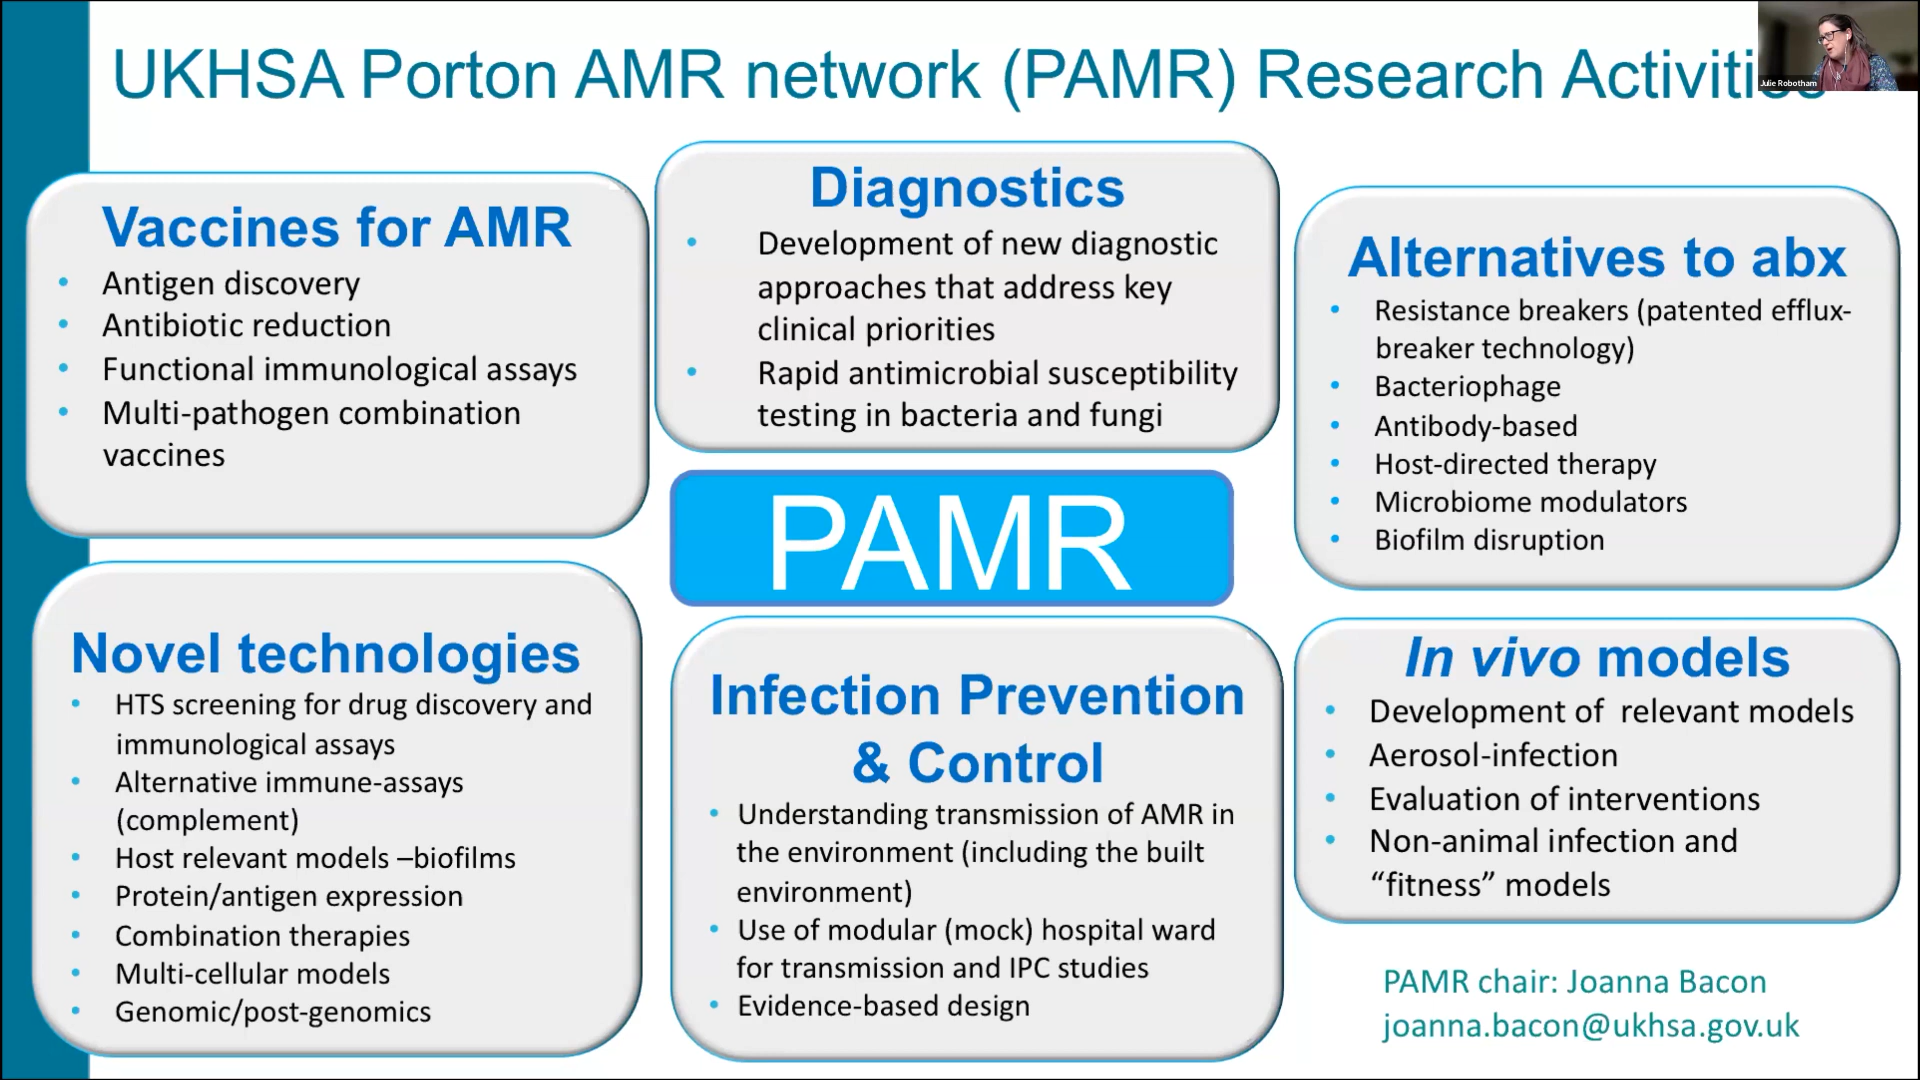 UKHSA Porton AMR network (PAMR) Research Activities
Julie Robotham
Vaccines for AMR
• Antigen discovery
• Antibiotic reduction
• Functional immunological assays
• Multi-pathogen combination
vaccines
Diagnostics
• Development of new diagnostic
approaches that address key
clinical priorities
• Rapid antimicrobial susceptibility
testing in bacteria and fungi
Alternatives to abx
• Resistance breakers (patented efflux-
breaker technology)
• Bacteriophage
• Antibody-based
• Host-directed therapy
• Microbiome modulators
• Biofilm disruption
PAMR
Novel technologies
• HTS screening for drug discovery and
immunological assays
• Alternative immune-assays
(complement)
• Host relevant models –biofilms
• Protein/antigen expression
• Combination therapies
• Multi-cellular models
• Genomic/post-genomics
Infection Prevention
& Control
• Understanding transmission of AMR in
the environment (including the built
environment)
• Use of modular (mock) hospital ward
for transmission and IPC studies
• Evidence-based design
In vivo models
• Development of  relevant models
• Aerosol-infection
• Evaluation of interventions
• Non-animal infection and
“fitness” models
PAMR chair: Joanna Bacon
joanna.bacon@ukhsa.gov.uk